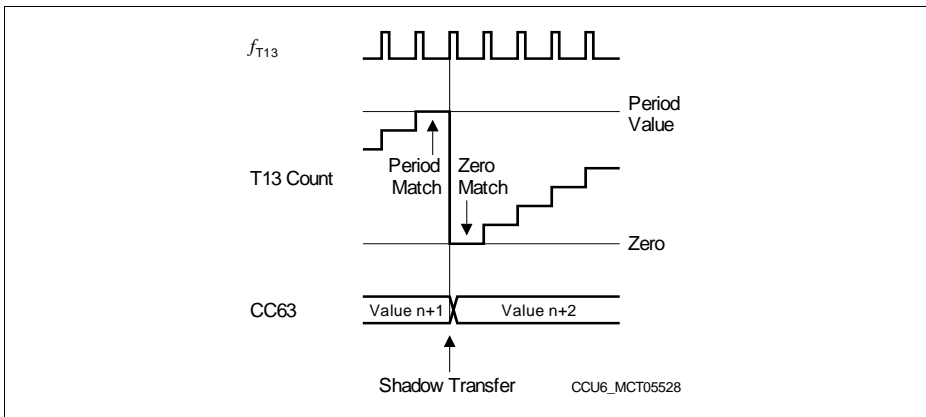 fT13
Period
Value
Period
Match
Zero
Match
T13 Count
Zero
CC63
Value n+1
Value n+2
Shadow Transfer
CCU6_MCT05528